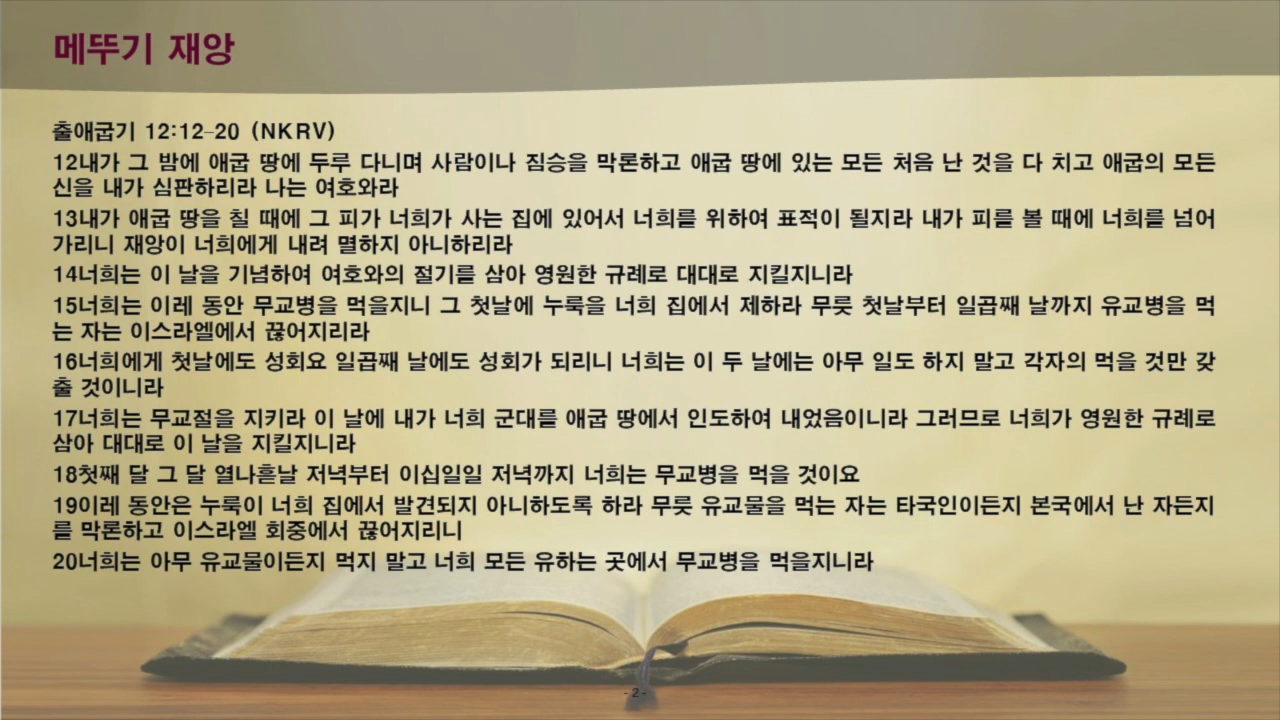 메뚜기 재앙
출애굽기 12:12-20 (NKRV)
12내가 그 밤에 애굽 땅에 두루 다니며 사람이나 짐승을 막론하고 애굽 땅에 있는 모든 처음 난 것을 다 치고 애굽의 모든
신을 내가 심판하리라 나는 여호와라
13내가 애굽 땅을 칠 때에 그 피가 너희가 사는 집에 있어서 너희를 위하여 표적이 될지라 내가 피를 볼 때에 너희를 넘어
가리니 재앙이 너희에게 내려 멸하지 아니하리라
14너희는 이 날을 기념하여 여호와의 절기를 삼아 영원한 규례로 대대로 지킬지니라
15너희는 이레 동안 무교병을 먹을지니 그 첫날에 누룩을 너희 집에서 제하라 무릇 첫날부터 일곱째 날까지 유교병을 먹
는 자는 이스라엘에서 끊어지리라
16너희에게 첫날에도 성회요 일곱째 날에도 성회가 되리니 너희는 이 두 날에는 아무 일도 하지 말고 각자의 먹을 것만 갖
출 것이니라
17너희는 무교절을 지키라 이 날에 내가 너희 군대를 애굽 땅에서 인도하여 내었음이니라 그러므로 너희가 영원한 규례로
삼아 대대로 이 날을 지킬지니라
18첫째 달 그 달 열나흗날 저녁부터 이십일일 저녁까지 너희는 무교병을 먹을 것이요
19이레 동안은 누룩이 너희 집에서 발견되지 아니하도록 하라 무릇 유교물을 먹는 자는 타국인이든지 본국에서 난 자든지
를 막론하고 이스라엘 회중에서 끊어지리니
20너희는 아무 유교물이든지 먹지 말고 너희 모든 유하는 곳에서 무교병을 먹을지니라
- 2 -